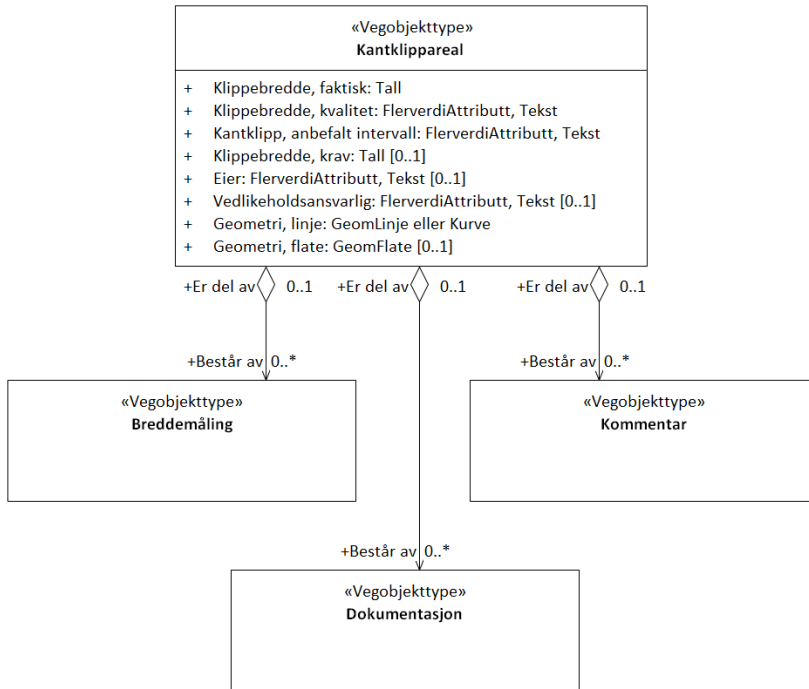 «Vegobjekttype»
Kantklippareal
+ Klippebredde, faktisk: Tall
+ Klippebredde, kvalitet: FlerverdiAttributt, Tekst
+ Kantklipp, anbefalt intervall: FlerverdiAttributt, Tekst
+ Klippebredde, krav: Tall [0..1]
+ Eier: FlerverdiAttributt, Tekst [0..1]
+ Vedlikeholdsansvarlig: FlerverdiAttributt, Tekst [0..1]
+ Geometri, linje: GeomLinje eller Kurve
+ Geometri, flate: GeomFlate [0..1]
+Er del av 0..1 +Er del av 0..1 +Er del av 0..1
+Består av 0..* +Består av 0..*
«Vegobjekttype» «Vegobjekttype»
Breddemåling Kommentar
+Består av 0..*
«Vegobjekttype»
Dokumentasjon